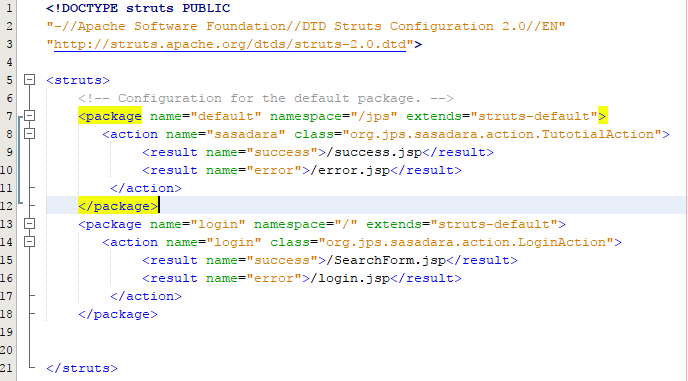 1 <!DOCTYPE struts PUBLIC
2 "-//Apache Software Foundation//DTD Struts Configuration 2.0//EN"
3 "http://struts.apache.org/dtds/struts-2.0.dtd">
4
5 <struts>
6 <!-- Configuration for the default package. -->
7 <package name="default" namespace="/jps" extends="struts-default">
8 <action name="sasadara" class="org.jps.sasadara.action.TutotialAction">
9 <result name="success">/success.jsp</result>
10 <result name="error">/error.jsp</result>
11 </action>
12 </package>
13 <package name="login" namespace="/" extends="struts-default">
14 <action name="login" class="org.jps.sasadara.action.LoginAction">
15 <result name="success">/SearchForm.jsp</result>
16 <result name="error">/login.jsp</result>
17 </action>
18 </package>
19
20
21 </struts>